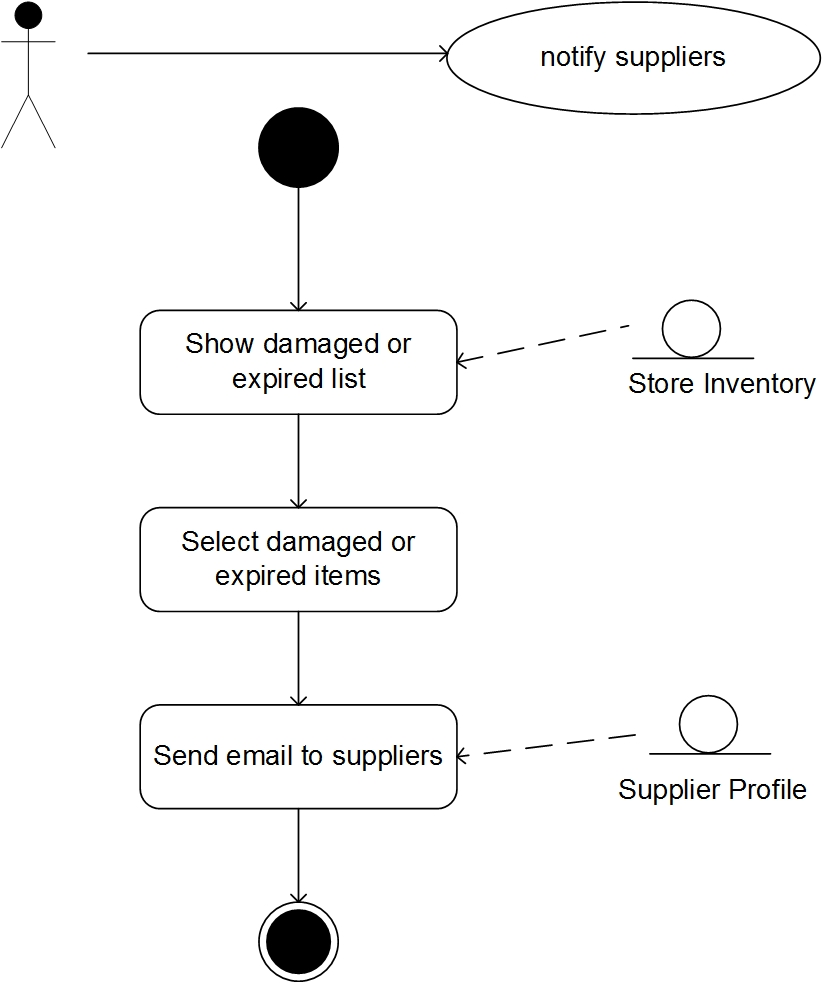 notify suppliers
Show damaged or
expired list
Store Inventory
Select damaged or
expired items
Send email to suppliers
Supplier Profile